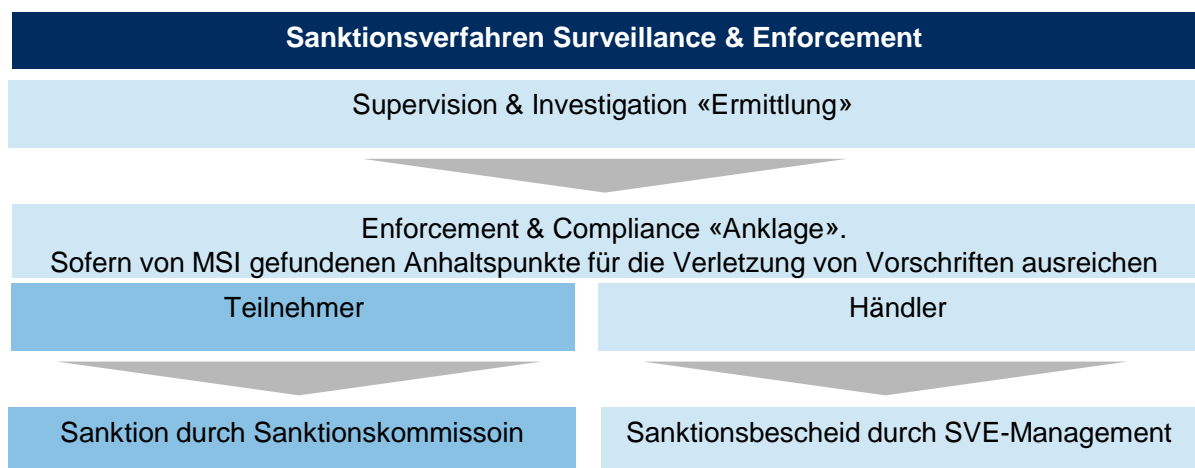 Sanktionsverfahren Surveillance & Enforcement
Supervision & Investigation «Ermittlung»
Enforcement & Compliance «Anklage».
Sofern von MSI gefundenen Anhaltspunkte für die Verletzung von Vorschriften ausreichen
Teilnehmer
Händler
Sanktion durch Sanktionskommissoin
Sanktionsbescheid durch SVE-Management